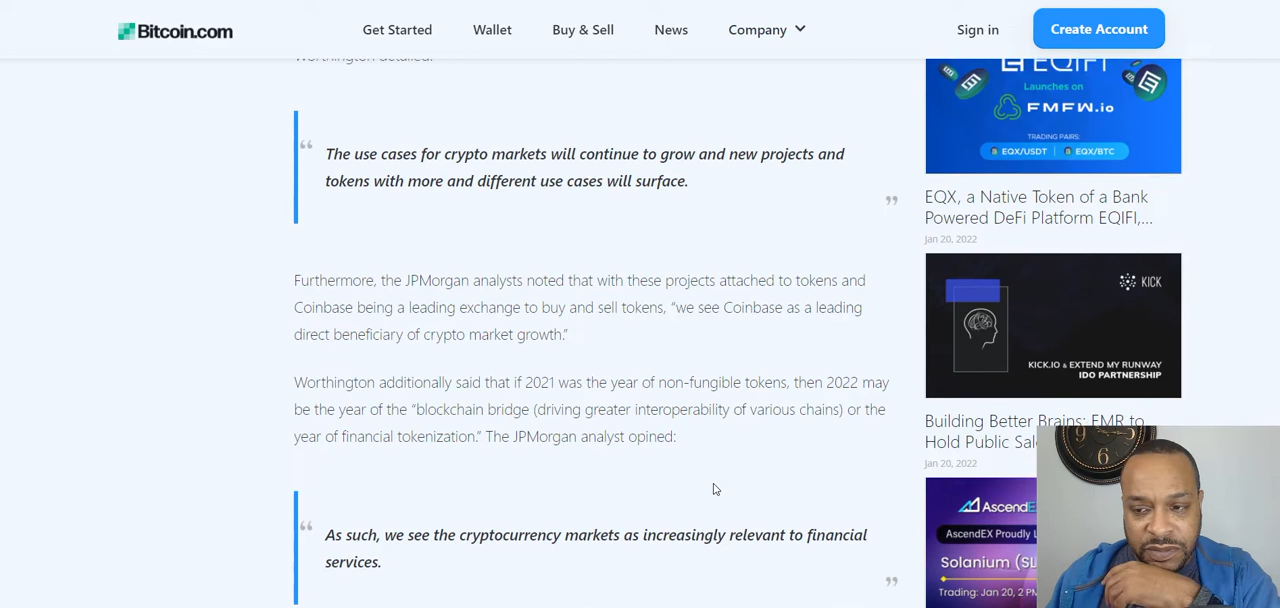 Bitcoin.com
Get Started
Wallet
Buy & Sell
News
Company
Sign in
Create Account
Worthington detailed:
“
The use cases for crypto markets will continue to grow and new projects and
tokens with more and different use cases will surface.
”
Furthermore, the JPMorgan analysts noted that with these projects attached to tokens and
Coinbase being a leading exchange to buy and sell tokens, “we see Coinbase as a leading
direct beneficiary of crypto market growth.”
Worthington additionally said that if 2021 was the year of non-fungible tokens, then 2022 may
be the year of the “blockchain bridge (driving greater interoperability of various chains) or the
year of financial tokenization.” The JPMorgan analyst opined:
“
As such, we see the cryptocurrency markets as increasingly relevant to financial
services.
”
EQIFI
Launches on
FMFW.io
TRADING PAIRS:
EQX/USDT | EQX/BTC
EQX, a Native Token of a Bank
Powered DeFi Platform EQIFI,...
Jan 20, 2022
KICK
KICK.IO & EXTEND MY RUNWAY
IDO PARTNERSHIP
Building Better Brains: EMR to
Hold Public
Jan 20, 2022
AscendEX Proudly
Solanium
Trading: Jan 20, 2